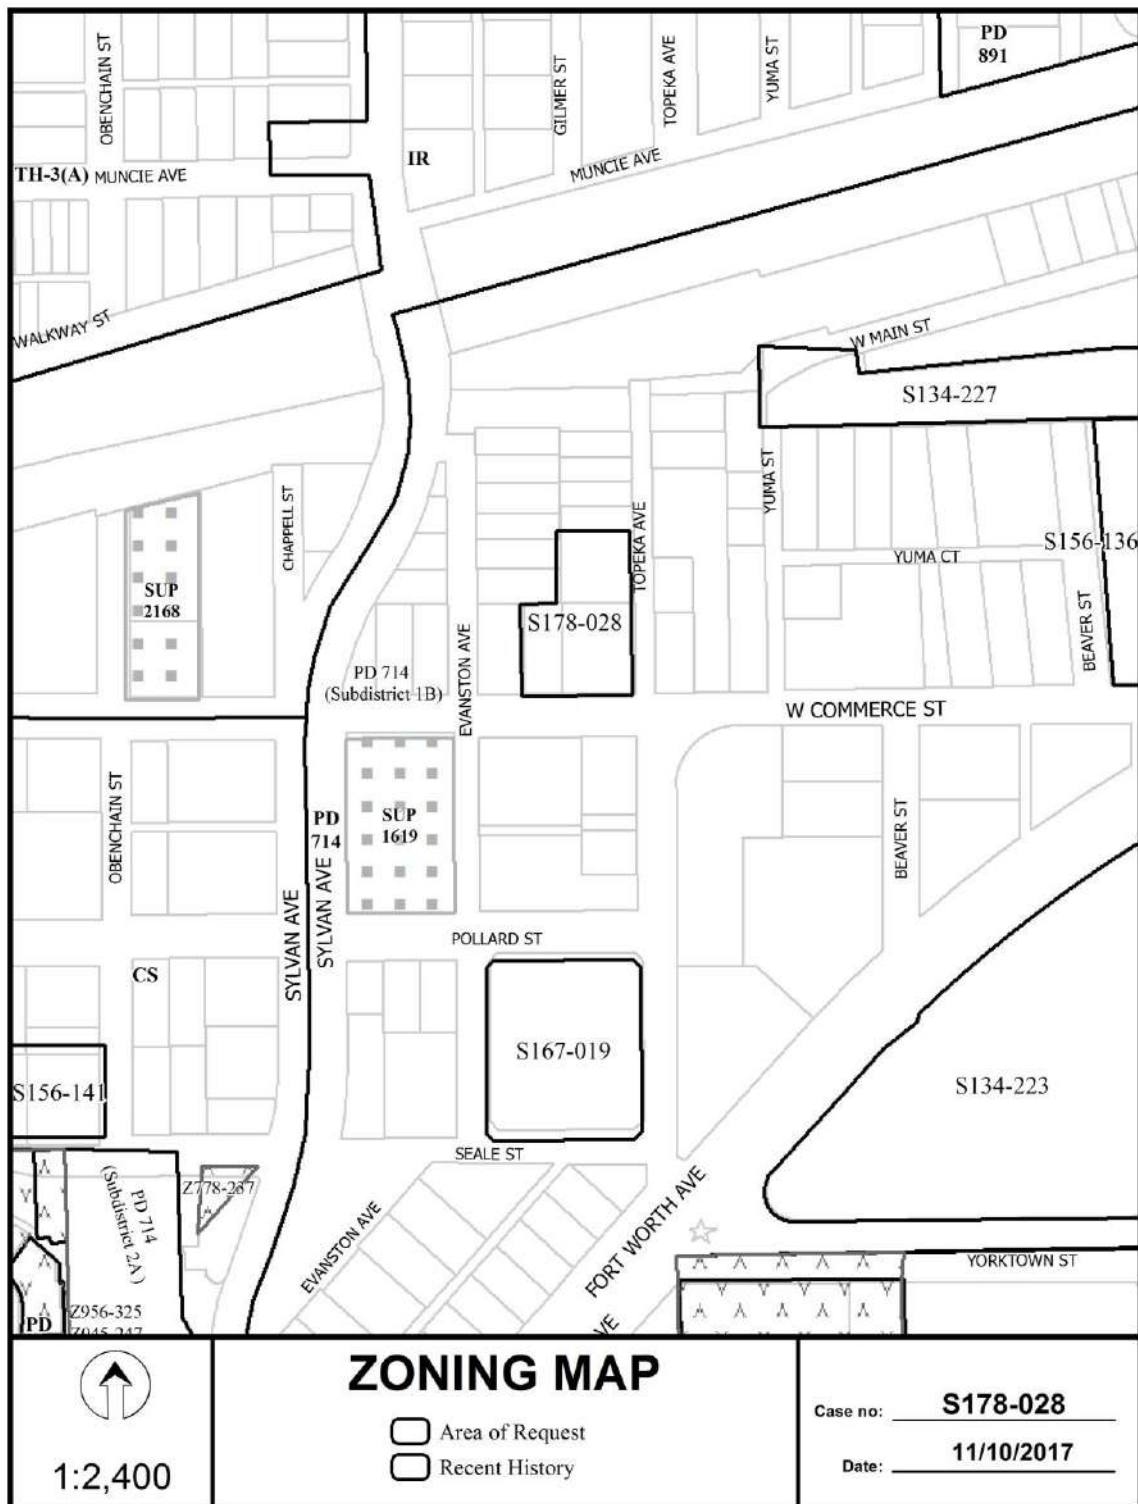 OBENCHAIN ST
GILMER ST
TOPEKA AVE
YUMA ST
PD
891
TH-3(A)
MUNCIE AVE
IR
MUNCIE AVE
WALKWAY ST
W MAIN ST
S134-227
CHAPPELL ST
TOPEKA AVE
YUMA ST
S156-136
YUMA CT
SUP
2168
S178-028
BEAVER ST
EVANSTON AVE
PD 714
(Subdistrict 1B)
W COMMERCE ST
OBENCHAIN ST
PD
714
SUP
1619
BEAVER ST
SYLVAN AVE
SYLVAN AVE
POLLARD ST
CS
S167-019
S156-141
S134-223
SEALE ST
PD 714
(Subdistrict 2A)
Z778-237
EVANSTON AVE
FORT WORTH AVE
YORKTOWN ST
Z956-325
Z045-247
PD
VE
ZONING MAP
Area of Request
Recent History
1:2,400
Case no: S178-028
Date: 11/10/2017